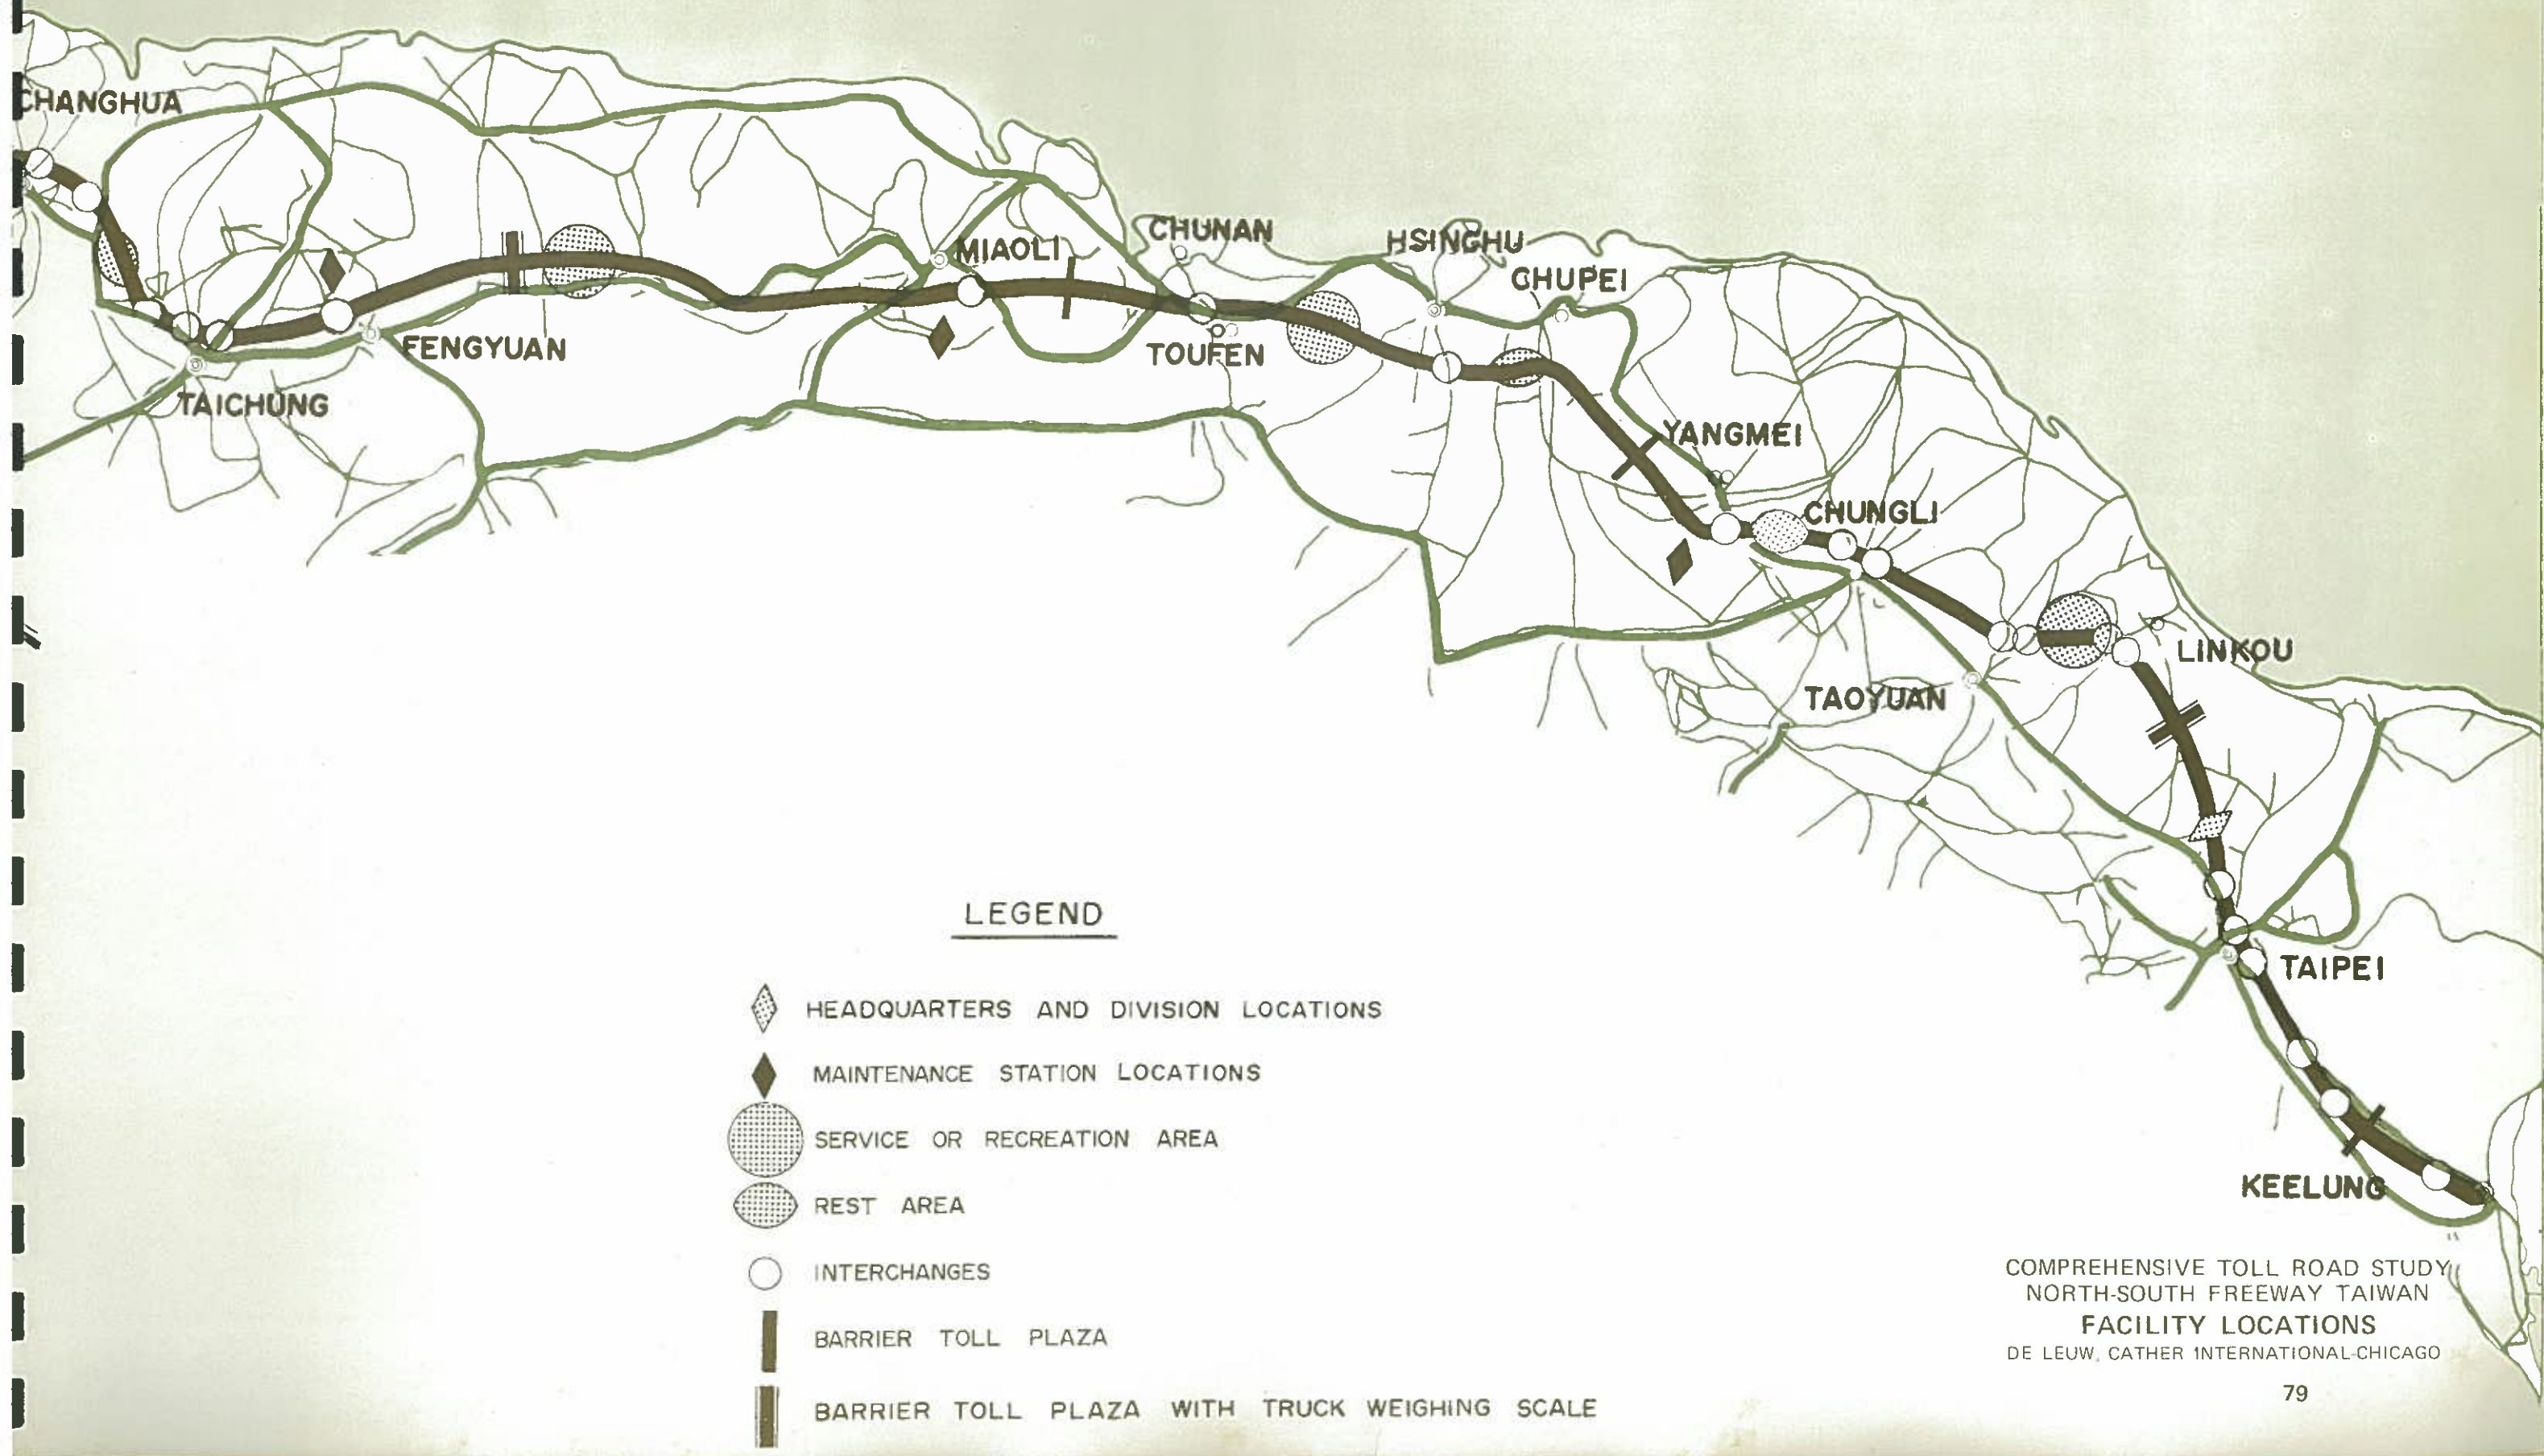 CHANGHUA
TAICHUNG
FENGYUAN
MIAOLI
CHUNAN
TOUFEN
HSINGHU
CHUPEI
YANGMEI
CHUNGLI
TAOYUAN
LINKOU
TAIPEI
KEELUNG
LEGEND
HEADQUARTERS AND DIVISION LOCATIONS
MAINTENANCE STATION LOCATIONS
SERVICE OR RECREATION AREA
REST AREA
INTERCHANGES
BARRIER TOLL PLAZA
BARRIER TOLL PLAZA WITH TRUCK WEIGHING SCALE
COMPREHENSIVE TOLL ROAD STUDY
NORTH-SOUTH FREEWAY TAIWAN
FACILITY LOCATIONS
DE LEUW, CATHER INTERNATIONAL-CHICAGO
79